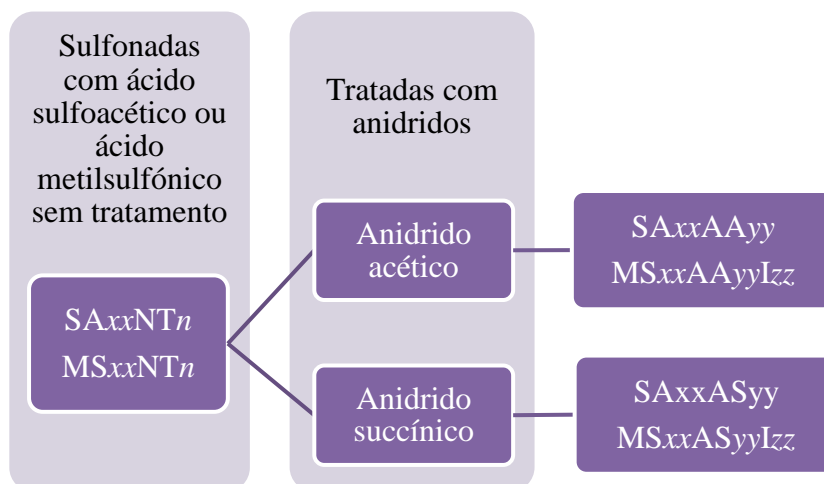 Sulfonadas
com ácido
sulfoacético ou
ácido
metilsulfónico
sem tratamento
SAxxNTn
MSxxNTn
Tratadas com
anidridos
Anidrido
acético
SAxxAAyy
MSxxAAyyIzz
Anidrido
succínico
SAxxASyy
MSxxASyyIzz